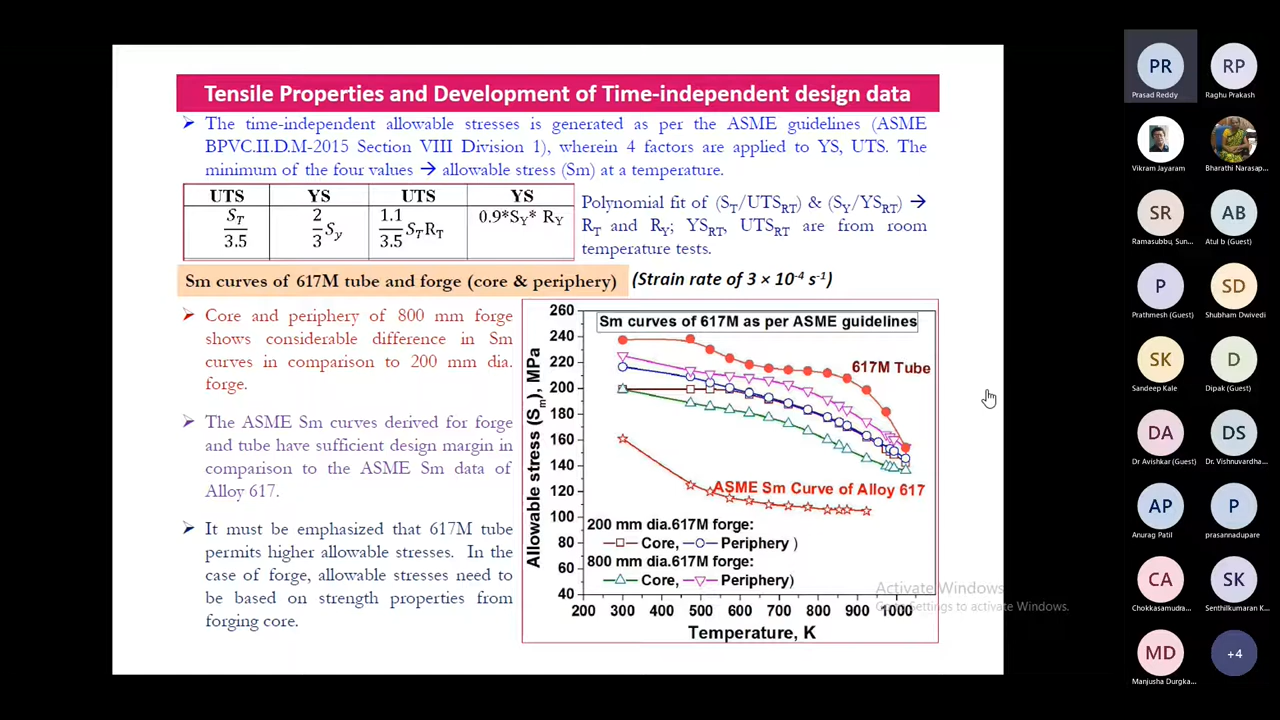 Tensile Properties and Development of Time-independent design data
➢ The time-independent allowable stresses is generated as per the ASME guidelines (ASME
BPVC.II.D.M-2015 Section VIII Division 1), wherein 4 factors are applied to YS, UTS. The
minimum of the four values → allowable stress (Sm) at a temperature.
UTS YS UTS YS
S_T/3.5 2/3 S_y 1.1/3.5 S_T R_T 0.9*S_Y* R_Y
Polynomial fit of (S_T/UTS_RT) & (S_Y/YS_RT) →
R_T and R_Y; YS_RT, UTS_RT are from room
temperature tests.
Sm curves of 617M tube and forge (core & periphery) (Strain rate of 3 × 10⁻⁴ s⁻¹)
➢ Core and periphery of 800 mm forge
shows considerable difference in Sm
curves in comparison to 200 mm dia.
forge.
➢ The ASME Sm curves derived for forge
and tube have sufficient design margin in
comparison to the ASME Sm data of
Alloy 617.
➢ It must be emphasized that 617M tube
permits higher allowable stresses. In the
case of forge, allowable stresses need to
be based on strength properties from
forging core.
Sm curves of 617M as per ASME guidelines
617M Tube
ASME Sm Curve of Alloy 617
200 mm dia.617M forge:
Core, Periphery )
800 mm dia.617M forge:
Core, Periphery)
Allowable stress (S_m), MPa
260
240
220
200
180
160
140
120
100
80
60
40
200 300 400 500 600 700 800 900 1000
Temperature, K
Activate Windows
Go to Settings to activate Windows.
PR RP
Prasad Reddy Raghu Prakash
Vikram Jayaram Bharathi Narasap...
SR AB
Ramasubbu, Sun... Atul b (Guest)
P SD
Prathmesh (Guest) Shubham Dwivedi
SK D
Sandeep Kale Dipak (Guest)
DA DS
Dr Avishkar (Guest) Dr. Vishnuvardha...
AP P
Anurag Patil prasannadupare
CA SK
Chokkasamudra... Senthilkumaran K...
MD +4
Manjusha Durgka...